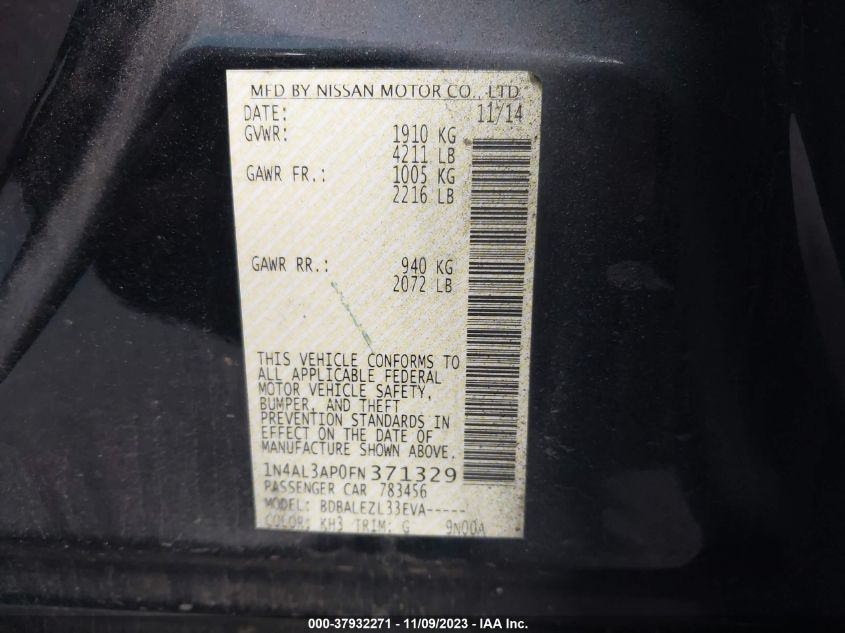 MFD BY NISSAN MOTOR CO., LTD
DATE: 11/14
GVWR: 1910 KG
4211 LB
GAWR FR.: 1005 KG
2216 LB
GAWR RR.: 940 KG
2072 LB
THIS VEHICLE CONFORMS TO
ALL APPLICABLE FEDERAL
MOTOR VEHICLE SAFETY,
BUMPER, AND THEFT
PREVENTION STANDARDS IN
EFFECT ON THE DATE OF
MANUFACTURE SHOWN ABOVE.
1N4AL3AP0FN371329
PASSENGER CAR 783456
MODEL: BDBALEZL33EVA-----
COLOR: KH3 TRIM: G 9N00A
000-37932271 - 11/09/2023 - IAA Inc.